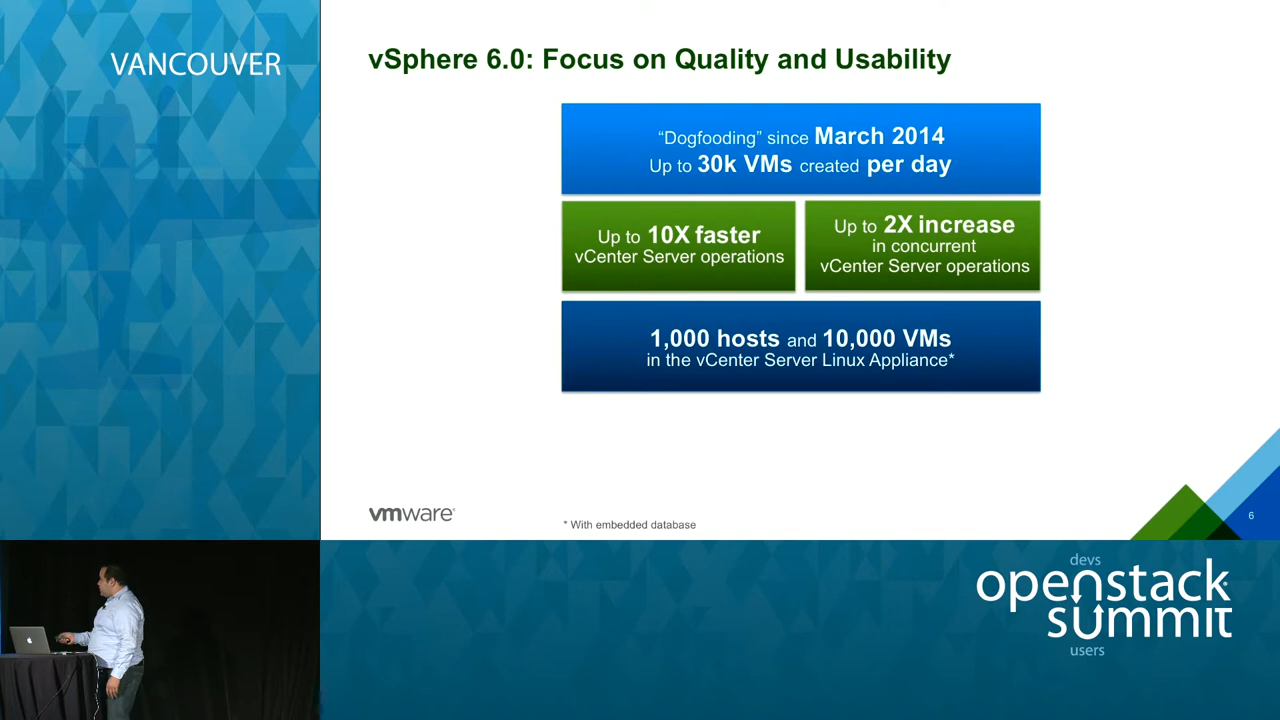 VANCOUVER
vSphere 6.0: Focus on Quality and Usability
“Dogfooding” since March 2014
Up to 30k VMs created per day
Up to 10X faster
vCenter Server operations
Up to 2X increase
in concurrent
vCenter Server operations
1,000 hosts and 10,000 VMs
in the vCenter Server Linux Appliance*
vmware
* With embedded database
6
devs
openstack
summit
users